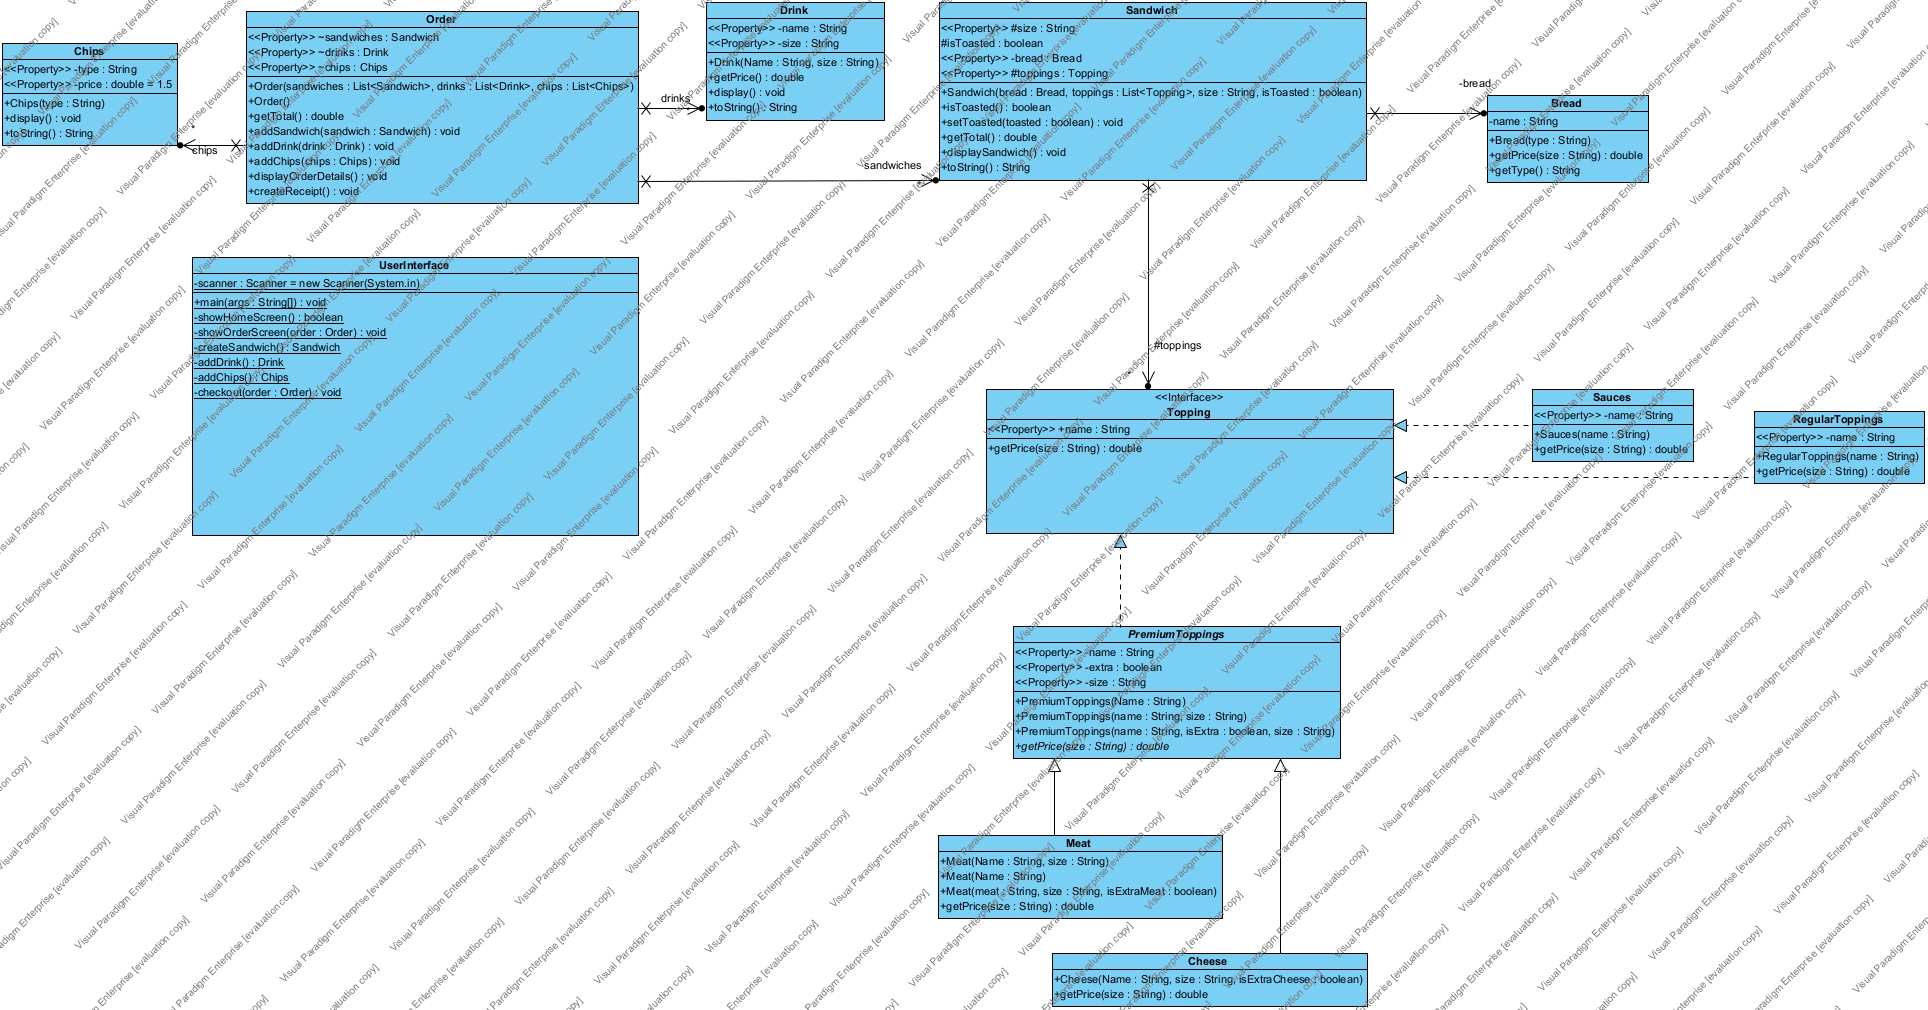 Chips
<<Property>> -type : String
<<Property>> -price : double = 1.5
+Chips(type : String)
+display() : void
+toString() : String
chips
*
Order
<<Property>> ~sandwiches : Sandwich
<<Property>> ~drinks : Drink
<<Property>> ~chips : Chips
+Order(sandwiches : List<Sandwich>, drinks : List<Drink>, chips : List<Chips>)
+Order()
+getTotal() : double
+addSandwich(sandwich : Sandwich) : void
+addDrink(drink : Drink) : void
+addChips(chips : Chips) : void
+displayOrderDetails() : void
+createReceipt() : void
drinks
sandwiches
Drink
<<Property>> -name : String
<<Property>> -size : String
+Drink(Name : String, size : String)
+getPrice() : double
+display() : void
+toString() : String
Sandwich
<<Property>> #size : String
#isToasted : boolean
<<Property>> -bread : Bread
<<Property>> #toppings : Topping
+Sandwich(bread : Bread, toppings : List<Topping>, size : String, isToasted : boolean)
+isToasted() : boolean
+setToasted(toasted : boolean) : void
+getTotal() : double
+displaySandwich() : void
+toString() : String
-bread
Bread
-name : String
+Bread(type : String)
+getPrice(size : String) : double
+getType() : String
UserInterface
-scanner : Scanner = new Scanner(System.in)
+main(args : String[]) : void
-showHomeScreen() : boolean
-showOrderScreen(order : Order) : void
-createSandwich() : Sandwich
-addDrink() : Drink
-addChips() : Chips
-checkout(order : Order) : void
#toppings
*
<<Interface>>
Topping
<<Property>> +name : String
+getPrice(size : String) : double
Sauces
<<Property>> -name : String
+Sauces(name : String)
+getPrice(size : String) : double
RegularToppings
<<Property>> -name : String
+RegularToppings(name : String)
+getPrice(size : String) : double
PremiumToppings
<<Property>> -name : String
<<Property>> -extra : boolean
<<Property>> -size : String
+PremiumToppings(Name : String)
+PremiumToppings(name : String, size : String)
+PremiumToppings(name : String, isExtra : boolean, size : String)
+getPrice(size : String) : double
Meat
+Meat(Name : String, size : String)
+Meat(Name : String)
+Meat(meat : String, size : String, isExtraMeat : boolean)
+getPrice(size : String) : double
Cheese
+Cheese(Name : String, size : String, isExtraCheese : boolean)
+getPrice(size : String) : double
Visual Paradigm Enterprise [evaluation copy]